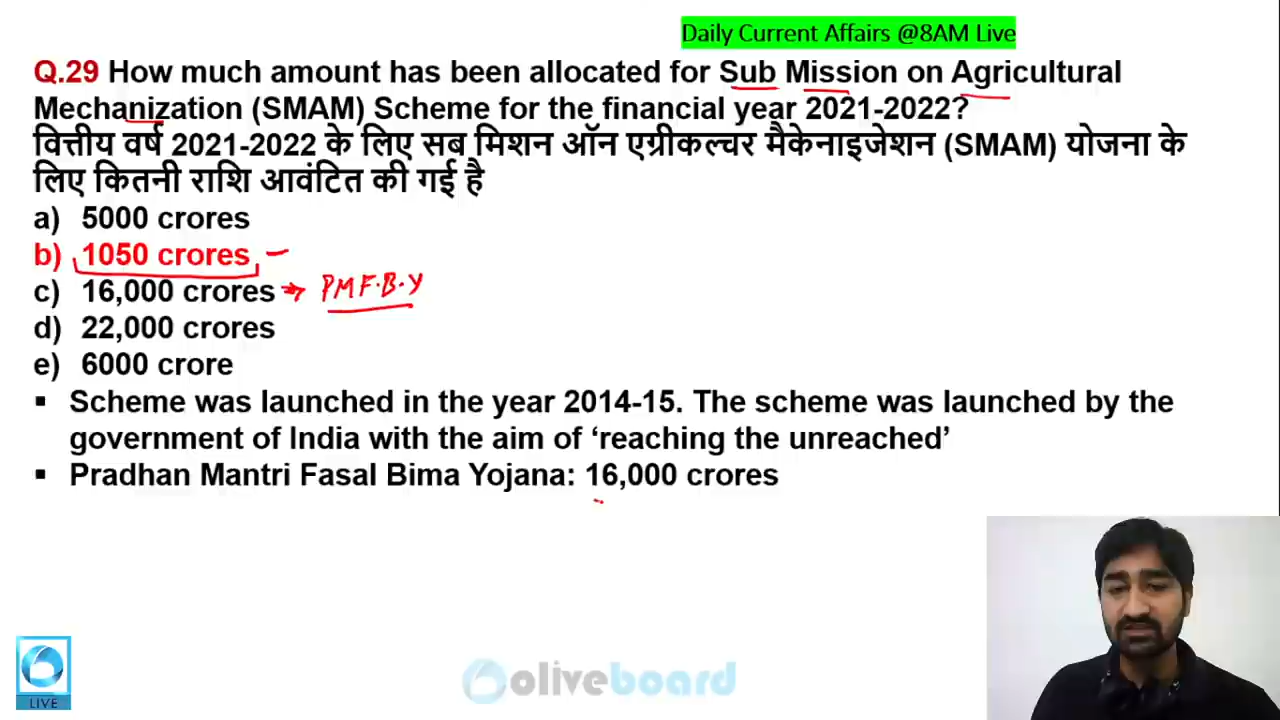 Daily Current Affairs @8AM Live
Q.29 How much amount has been allocated for Sub Mission on Agricultural
Mechanization (SMAM) Scheme for the financial year 2021-2022?
वित्तीय वर्ष 2021-2022 के लिए सब मिशन ऑन एग्रीकल्चर मैकेनाइजेशन (SMAM) योजना के
लिए कितनी राशि आवंटित की गई है
a) 5000 crores
b) 1050 crores
c) 16,000 crores → PMF.B.Y
d) 22,000 crores
e) 6000 crore
▪ Scheme was launched in the year 2014-15. The scheme was launched by the
government of India with the aim of ‘reaching the unreached’
▪ Pradhan Mantri Fasal Bima Yojana: 16,000 crores
LIVE
oliveboard